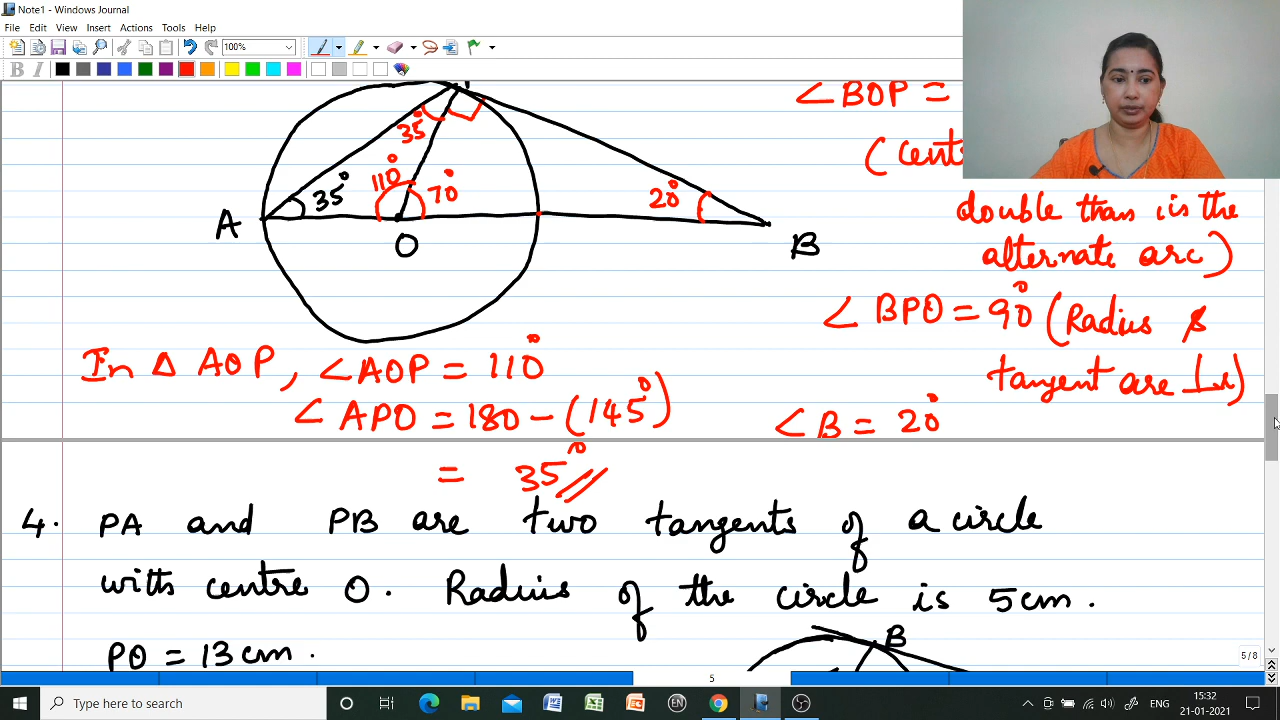 Note1 - Windows Journal
File Edit View Insert Actions Tools Help
100%
B I
∠BOP =
(cent
double than is the
alternate arc)
∠BPO = 90° (Radius &
tangent are ⊥r)
∠B = 20°
35°
110°
70°
35°
20°
A
O
B
In Δ AOP, ∠AOP = 110°
∠APO = 180 - (145°)
= 35° //
4. PA and PB are two tangents of a circle
with centre O. Radius of the circle is 5cm.
PO = 13 cm.
B
5/8
5
Type here to search
EN
ENG
15:32
21-01-2021